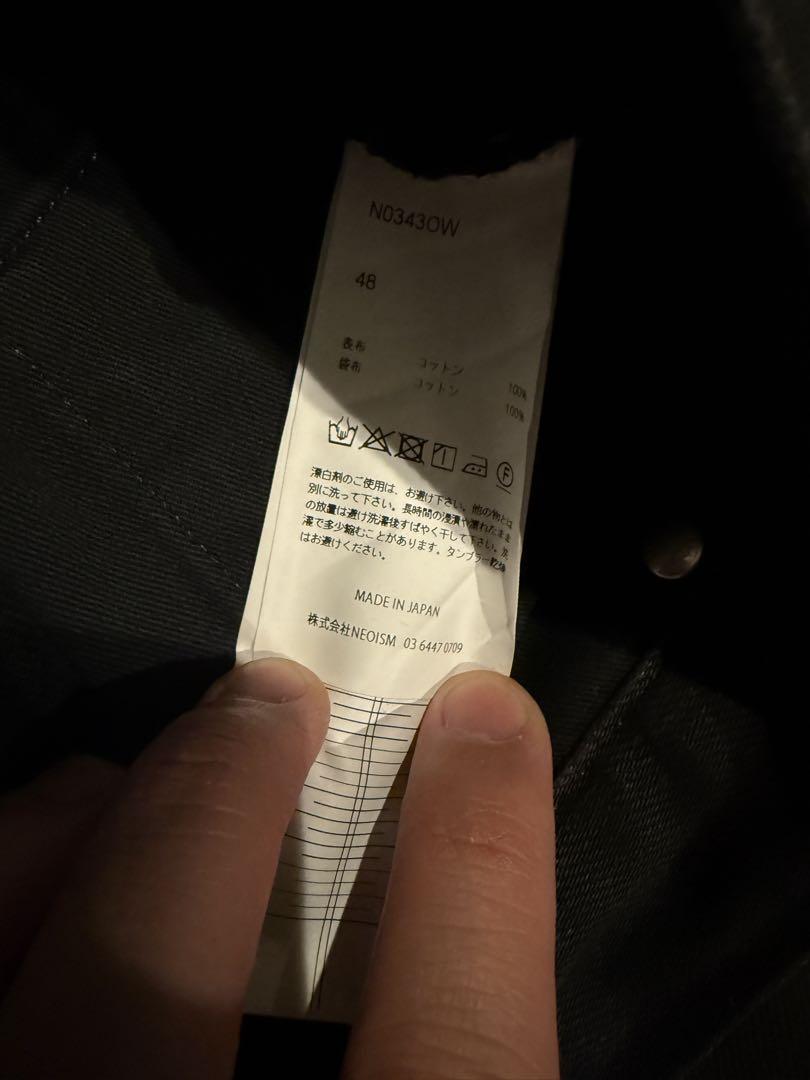 N0343OW
48
表布 コットン 100%
袋布 コットン 100%
F
漂白剤のご使用は、お避け下さい。他の物とは
別に洗って下さい。長時間の浸漬や濡れたまま
の放置は避け洗濯後すばやく干して下さい。洗
濯で多少縮むことがあります。タンブラー乾燥
はお避けください。
MADE IN JAPAN
株式会社NEOISM 03 6447 0709